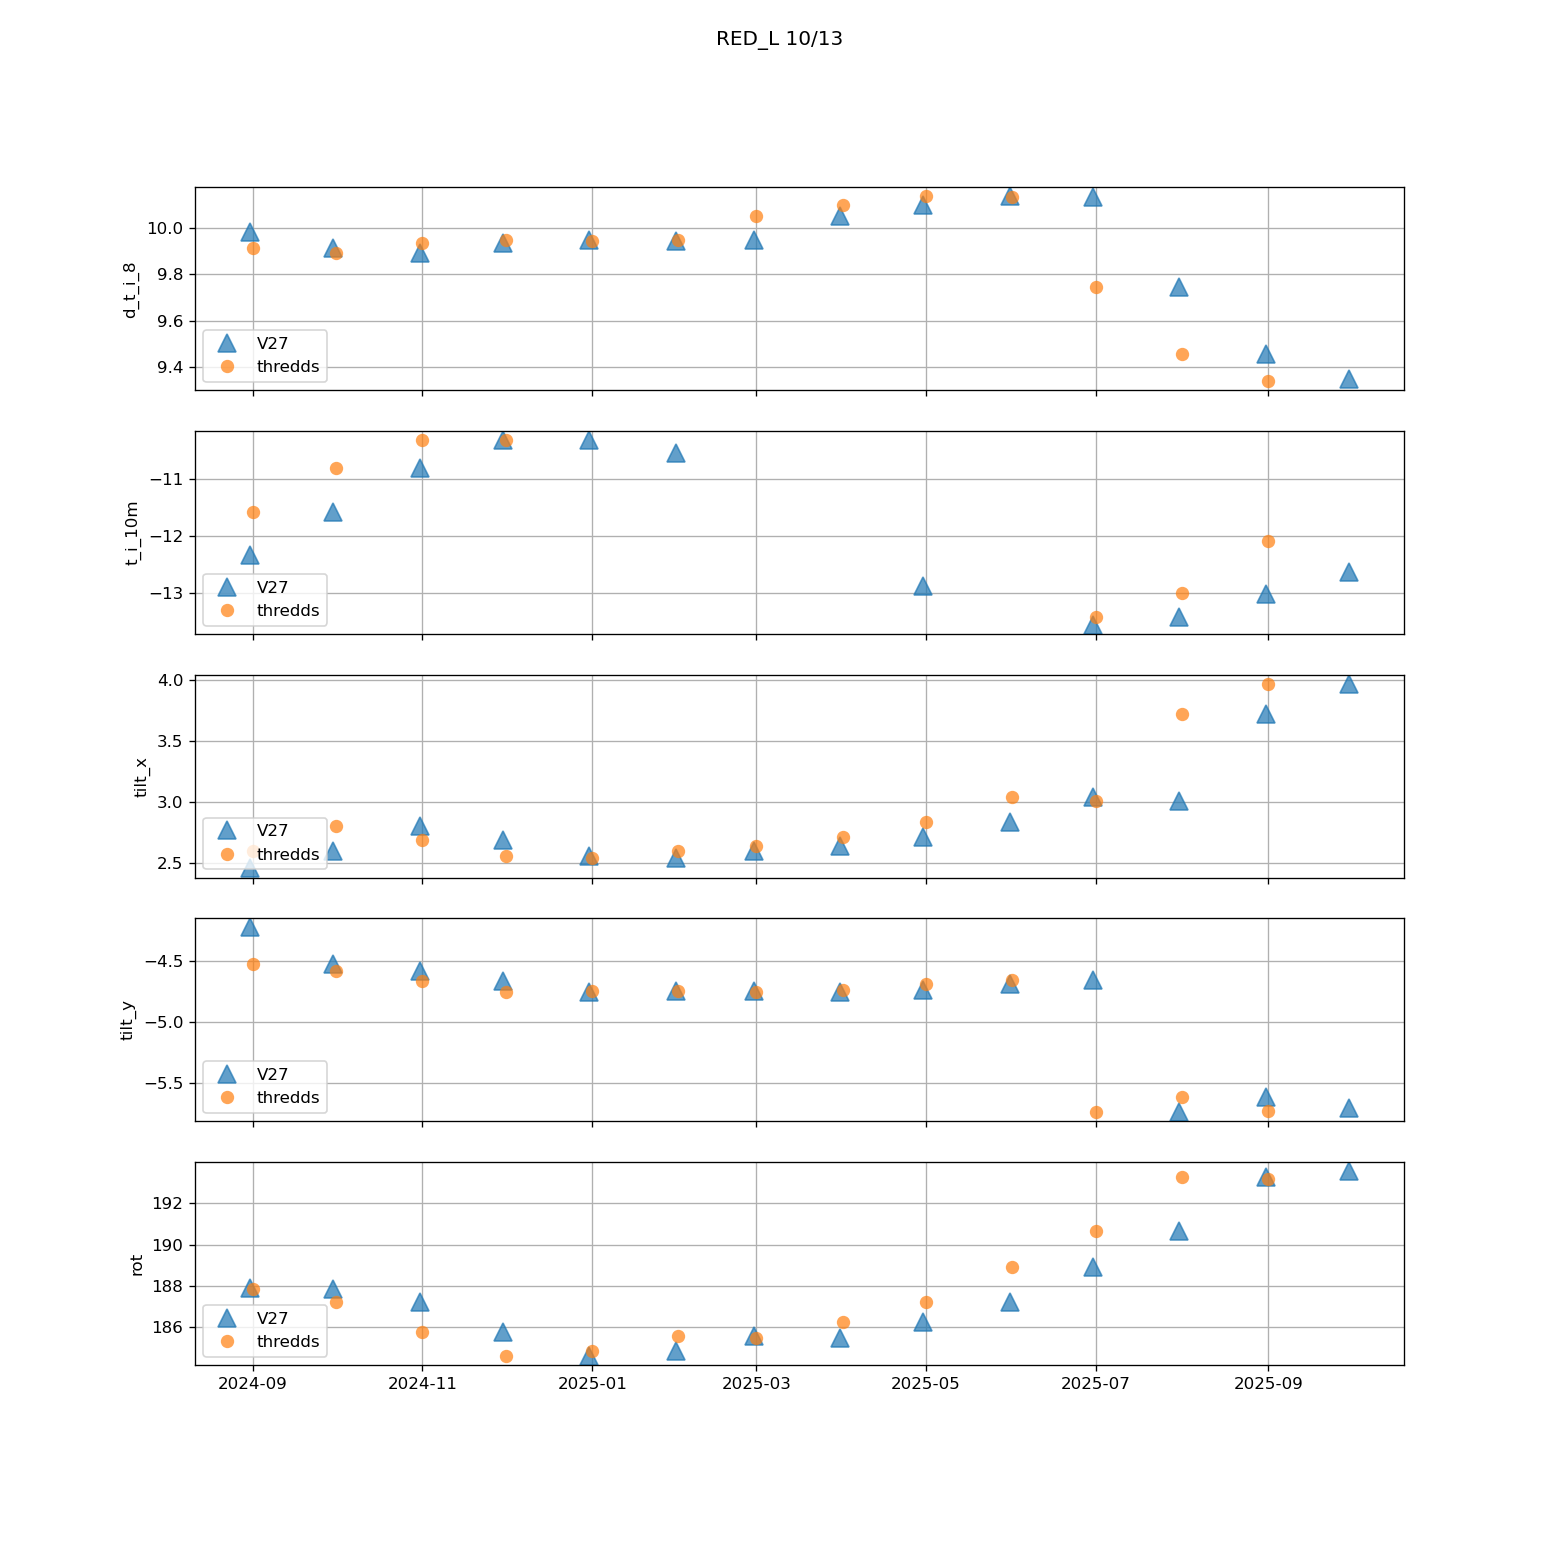 RED_L 10/13
d_t_i_8
10.0
9.8
9.6
9.4
V27
thredds
t_i_10m
−11
−12
−13
V27
thredds
tilt_x
4.0
3.5
3.0
2.5
V27
thredds
tilt_y
−4.5
−5.0
−5.5
V27
thredds
rot
192
190
188
186
V27
thredds
2024-09 2024-11 2025-01 2025-03 2025-05 2025-07 2025-09